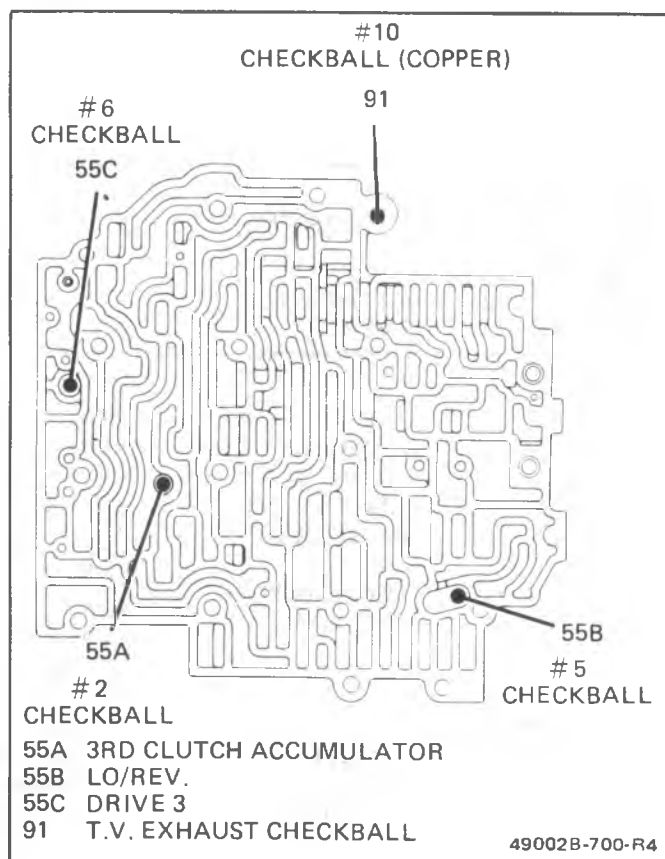 #10
CHECKBALL (COPPER)
91
#6
CHECKBALL
55C
55A
#2
CHECKBALL
55B
#5
CHECKBALL
55A 3RD CLUTCH ACCUMULATOR
55B LO/REV.
55C DRIVE 3
91 T.V. EXHAUST CHECKBALL
49002B-700-R4